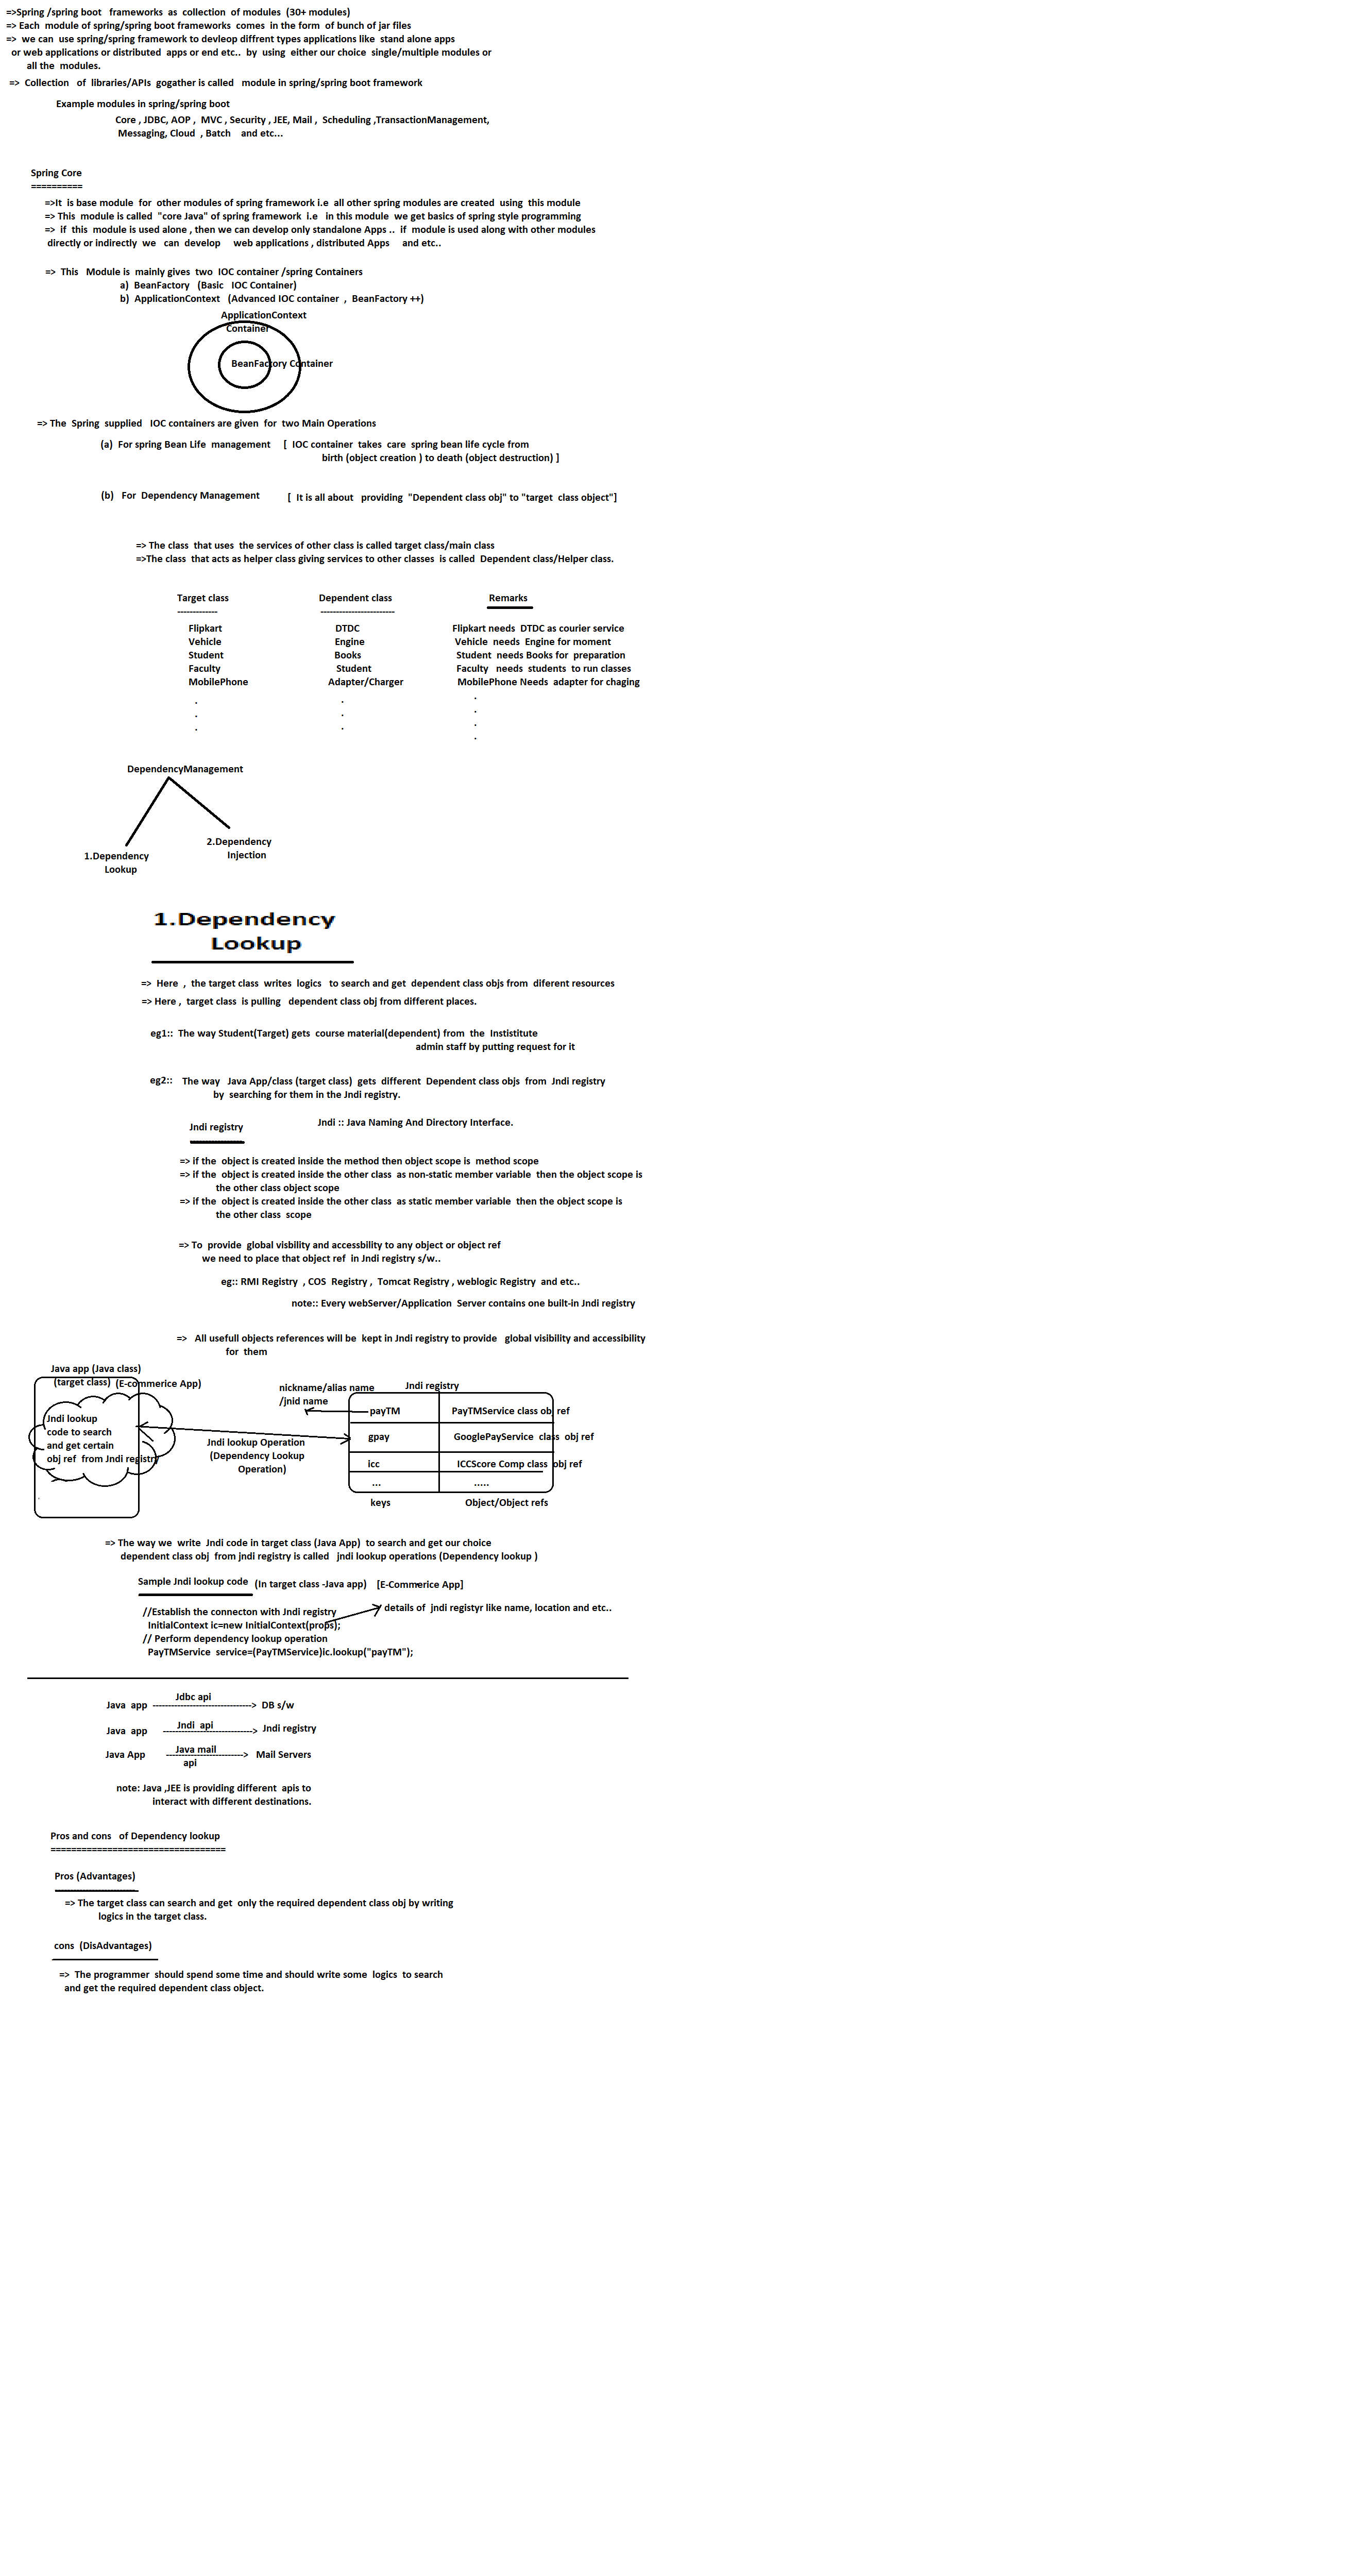 =>Spring /spring boot frameworks as collection of modules (30+ modules)
=> Each module of spring/spring boot frameworks comes in the form of bunch of jar files
=> we can use spring/spring framework to devleop diffrent types applications like stand alone apps
or web applications or distributed apps or end etc.. by using either our choice single/multiple modules or
all the modules.
=> Collection of libraries/APIs gogather is called module in spring/spring boot framework
Example modules in spring/spring boot
Core , JDBC, AOP , MVC , Security , JEE, Mail , Scheduling ,TransactionManagement,
Messaging, Cloud , Batch and etc...
Spring Core
==========
=>It is base module for other modules of spring framework i.e all other spring modules are created using this module
=> This module is called "core Java" of spring framework i.e in this module we get basics of spring style programming
=> if this module is used alone , then we can develop only standalone Apps .. if module is used along with other modules
directly or indirectly we can develop web applications , distributed Apps and etc..
=> This Module is mainly gives two IOC container /spring Containers
a) BeanFactory (Basic IOC Container)
b) ApplicationContext (Advanced IOC container , BeanFactory ++)
ApplicationContext
Container
BeanFactory Container
=> The Spring supplied IOC containers are given for two Main Operations
(a) For spring Bean Life management [ IOC container takes care spring bean life cycle from
birth (object creation ) to death (object destruction) ]
(b) For Dependency Management [ It is all about providing "Dependent class obj" to "target class object"]
=> The class that uses the services of other class is called target class/main class
=>The class that acts as helper class giving services to other classes is called Dependent class/Helper class.
Target class Dependent class Remarks
------------- ------------------------
Flipkart DTDC Flipkart needs DTDC as courier service
Vehicle Engine Vehicle needs Engine for moment
Student Books Student needs Books for preparation
Faculty Student Faculty needs students to run classes
MobilePhone Adapter/Charger MobilePhone Needs adapter for chaging
. . .
. . .
. . .
.
DependencyManagement
1.Dependency
Lookup
2.Dependency
Injection
1.Dependency
Lookup
=> Here , the target class writes logics to search and get dependent class objs from diferent resources
=> Here , target class is pulling dependent class obj from different places.
eg1:: The way Student(Target) gets course material(dependent) from the Instistitute
admin staff by putting request for it
eg2:: The way Java App/class (target class) gets different Dependent class objs from Jndi registry
by searching for them in the Jndi registry.
Jndi registry Jndi :: Java Naming And Directory Interface.
=> if the object is created inside the method then object scope is method scope
=> if the object is created inside the other class as non-static member variable then the object scope is
the other class object scope
=> if the object is created inside the other class as static member variable then the object scope is
the other class scope
=> To provide global visbility and accessbility to any object or object ref
we need to place that object ref in Jndi registry s/w..
eg:: RMI Registry , COS Registry , Tomcat Registry , weblogic Registry and etc..
note:: Every webServer/Application Server contains one built-in Jndi registry
=> All usefull objects references will be kept in Jndi registry to provide global visibility and accessibility
for them
Java app (Java class)
(target class) (E-commerice App)
Jndi lookup
code to search
and get certain
obj ref from Jndi registry
Jndi lookup Operation
(Dependency Lookup
Operation)
nickname/alias name
/jnid name
Jndi registry
payTM PayTMService class obj ref
gpay GooglePayService class obj ref
icc ICCScore Comp class obj ref
... .....
keys Object/Object refs
=> The way we write Jndi code in target class (Java App) to search and get our choice
dependent class obj from jndi registry is called jndi lookup operations (Dependency lookup )
Sample Jndi lookup code (In target class -Java app) [E-Commerice App]
//Establish the connecton with Jndi registry details of jndi registyr like name, location and etc..
InitialContext ic=new InitialContext(props);
// Perform dependency lookup operation
PayTMService service=(PayTMService)ic.lookup("payTM");
Jdbc api
Java app --------------------------------> DB s/w
Jndi api
Java app -----------------------------> Jndi registry
Java mail
Java App -------------------------> Mail Servers
api
note: Java ,JEE is providing different apis to
interact with different destinations.
Pros and cons of Dependency lookup
==================================
Pros (Advantages)
=> The target class can search and get only the required dependent class obj by writing
logics in the target class.
cons (DisAdvantages)
=> The programmer should spend some time and should write some logics to search
and get the required dependent class object.